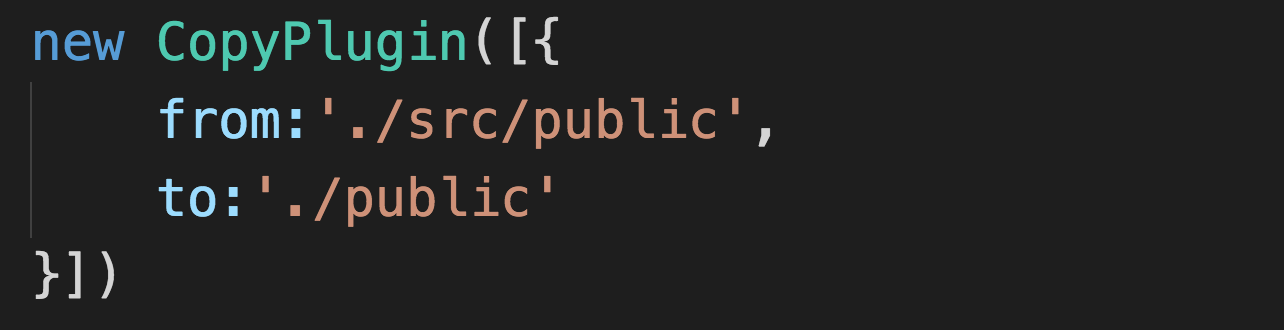 new CopyPlugin([{
    from:'./src/public',
    to:'./public'
}])